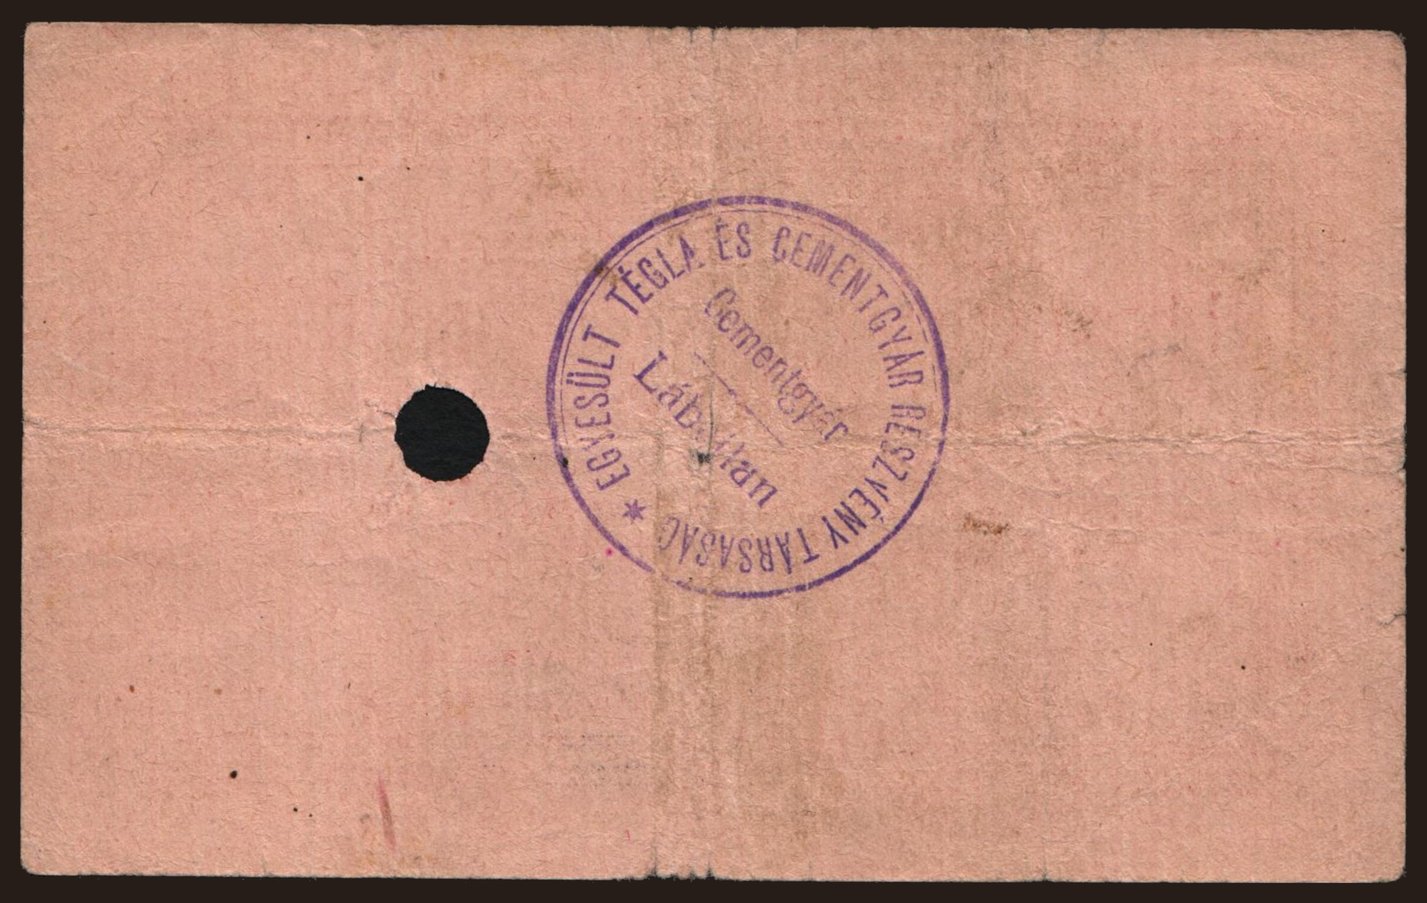 * EGYESÜLT TÉGLA ÉS CEMENTGYÁR RÉSZVÉNY TÁRSASÁG
Cementgyár
Lábatlan